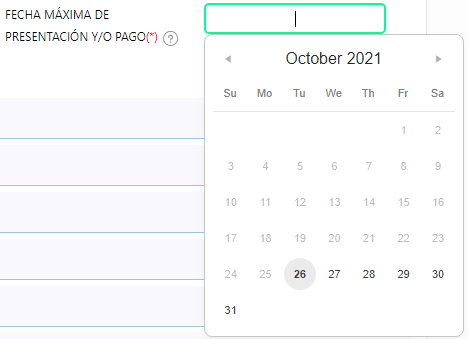 FECHA MÁXIMA DE
PRESENTACIÓN Y/O PAGO(*) ?
October 2021
Su Mo Tu We Th Fr Sa
1 2
3 4 5 6 7 8 9
10 11 12 13 14 15 16
17 18 19 20 21 22 23
24 25 26 27 28 29 30
31